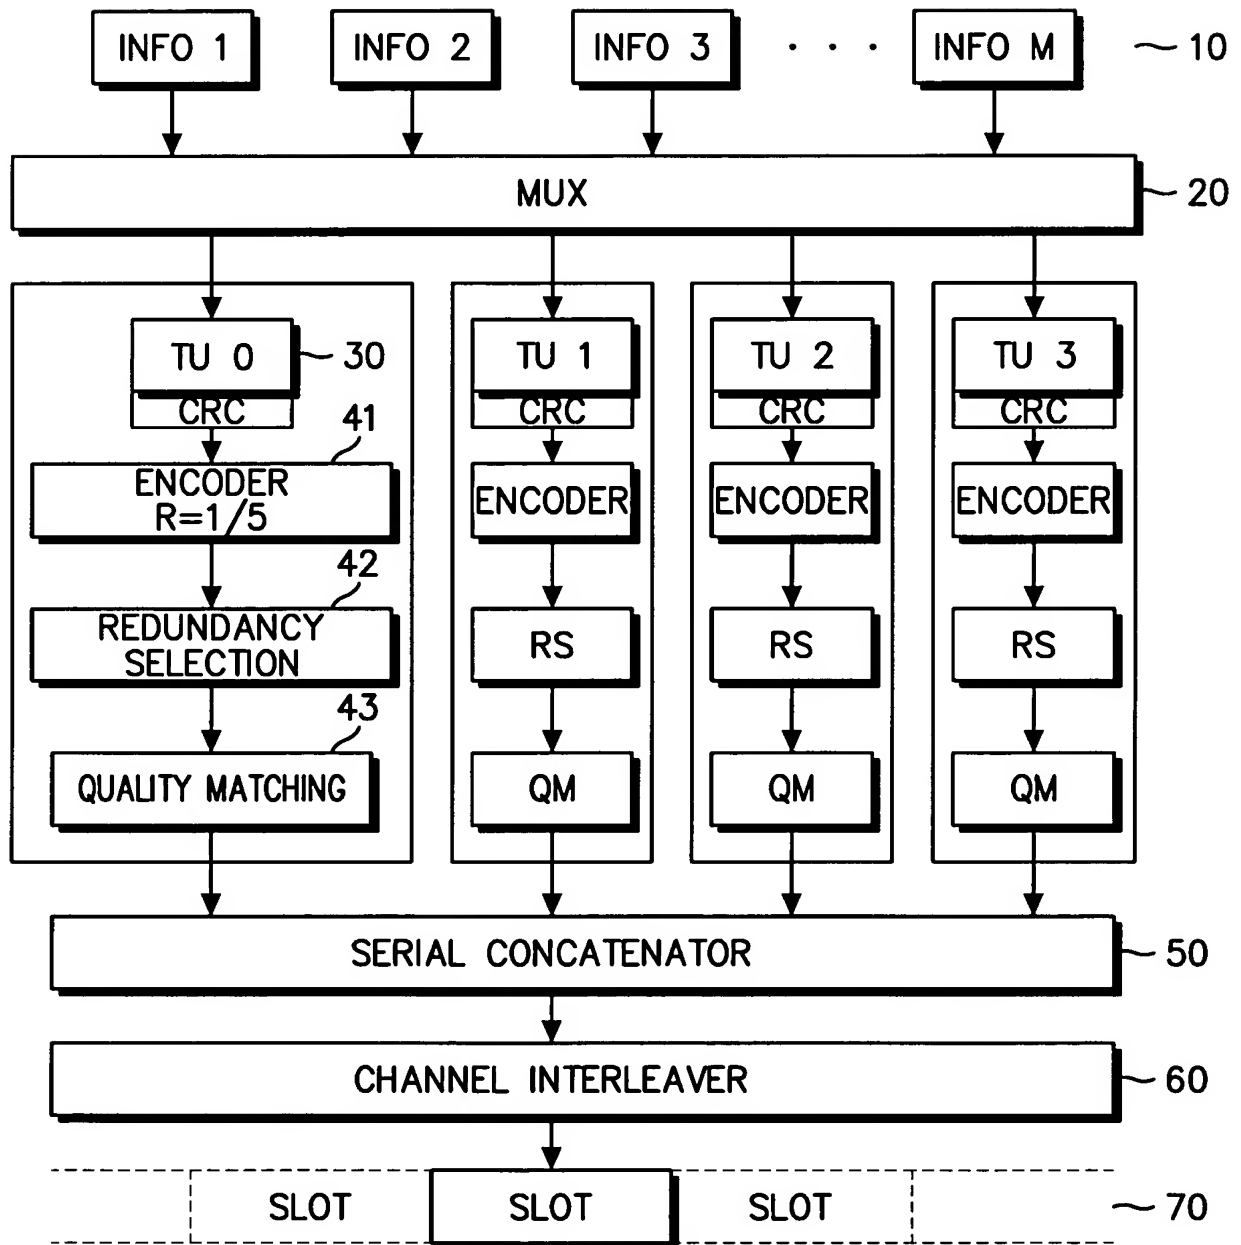 INFO 1 INFO 2 INFO 3 · · · INFO M 10
MUX 20
TU 0 30 TU 1 TU 2 TU 3
CRC CRC CRC CRC
41
ENCODER
R=1/5
ENCODER ENCODER ENCODER
42
REDUNDANCY
SELECTION
RS RS RS
43
QUALITY MATCHING QM QM QM
SERIAL CONCATENATOR 50
CHANNEL INTERLEAVER 60
SLOT SLOT SLOT 70